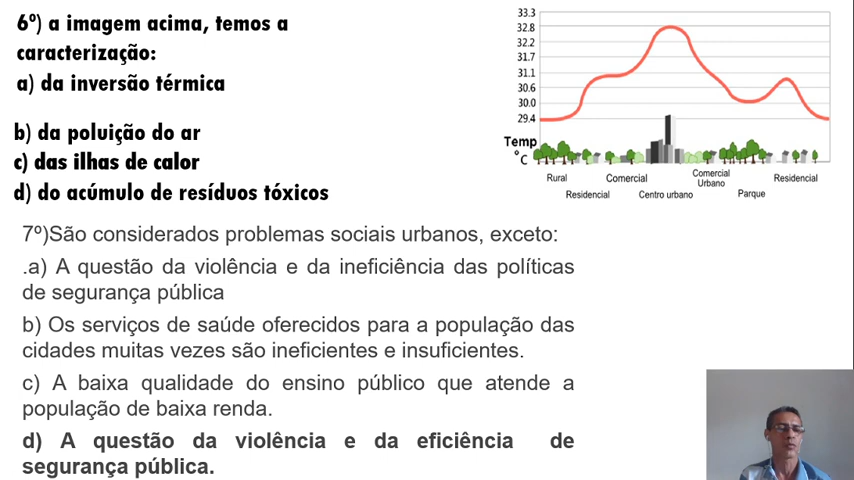 6º) a imagem acima, temos a
caracterização:
a) da inversão térmica
b) da poluição do ar
c) das ilhas de calor
d) do acúmulo de resíduos tóxicos
33.3
32.8
32.2
31.7
31.1
30.6
30.0
29.4
Temp
°C
Rural
Residencial
Comercial
Centro urbano
Comercial
Urbano
Parque
Residencial
7º)São considerados problemas sociais urbanos, exceto:
.a) A questão da violência e da ineficiência das políticas
de segurança pública
b) Os serviços de saúde oferecidos para a população das
cidades muitas vezes são ineficientes e insuficientes.
c) A baixa qualidade do ensino público que atende a
população de baixa renda.
d) A questão da violência e da eficiência de
segurança pública.